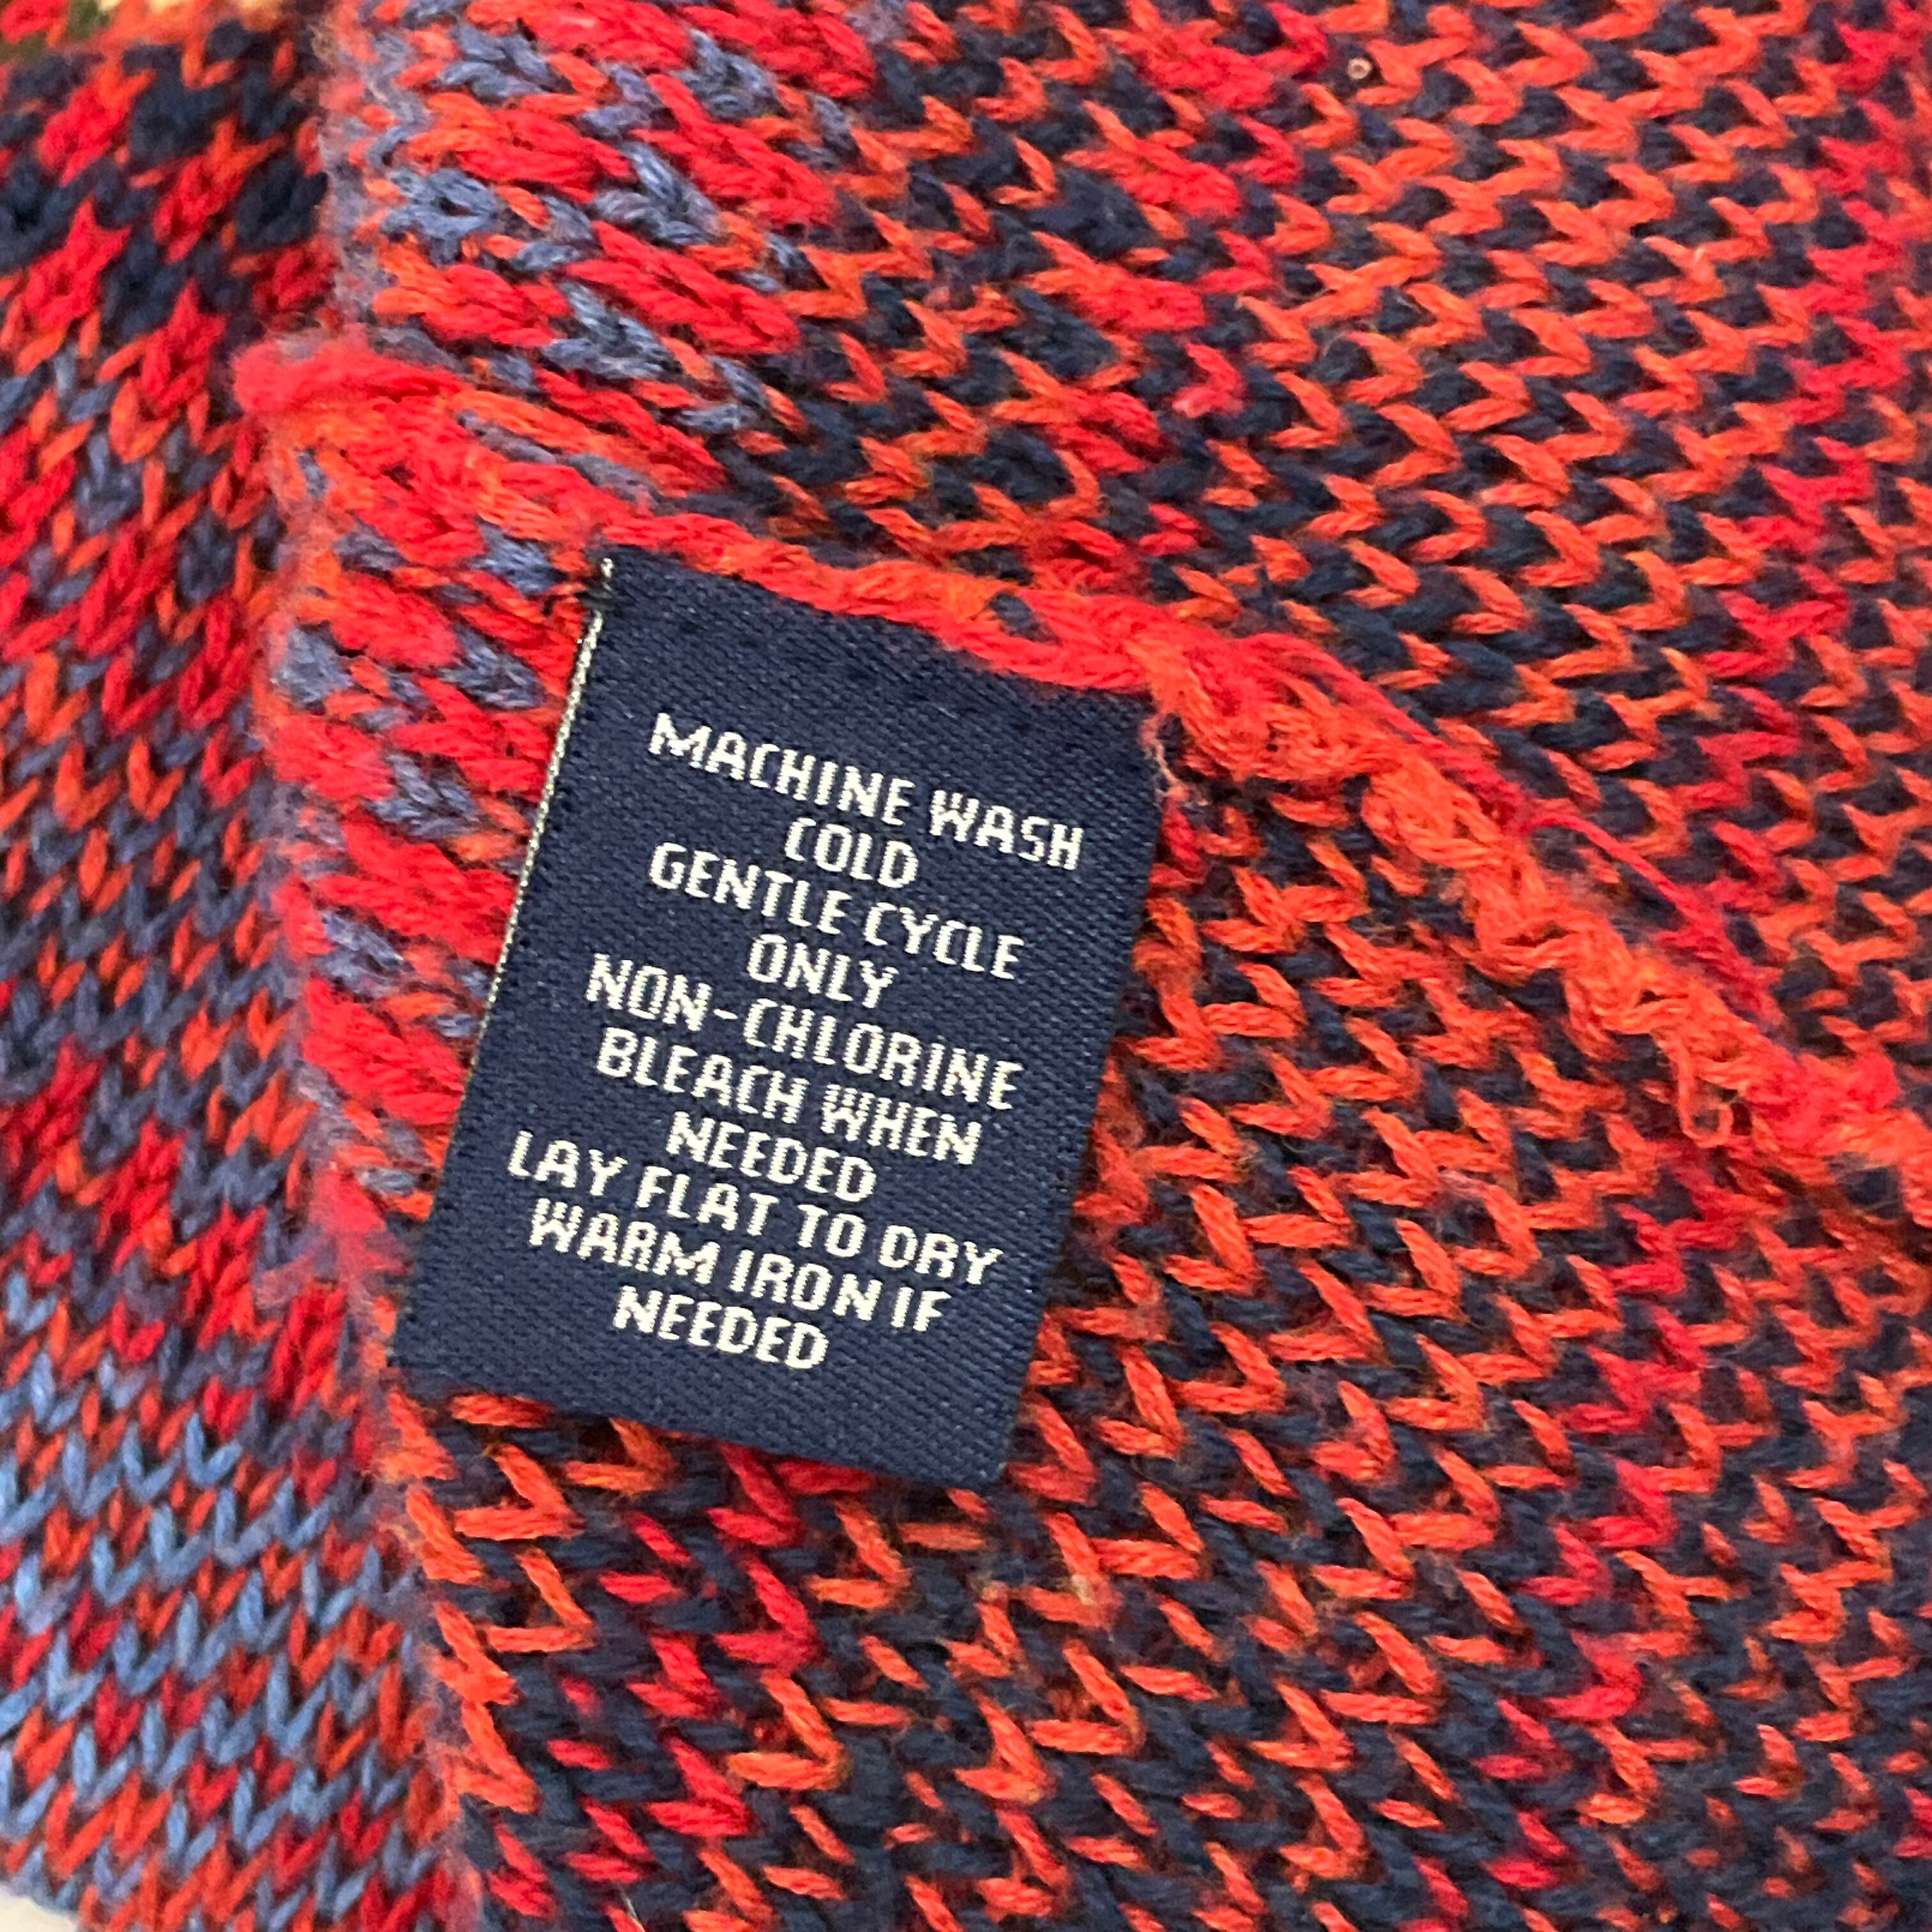 MACHINE WASH
COLD
GENTLE CYCLE
ONLY
NON-CHLORINE
BLEACH WHEN
NEEDED
LAY FLAT TO DRY
WARM IRON IF
NEEDED